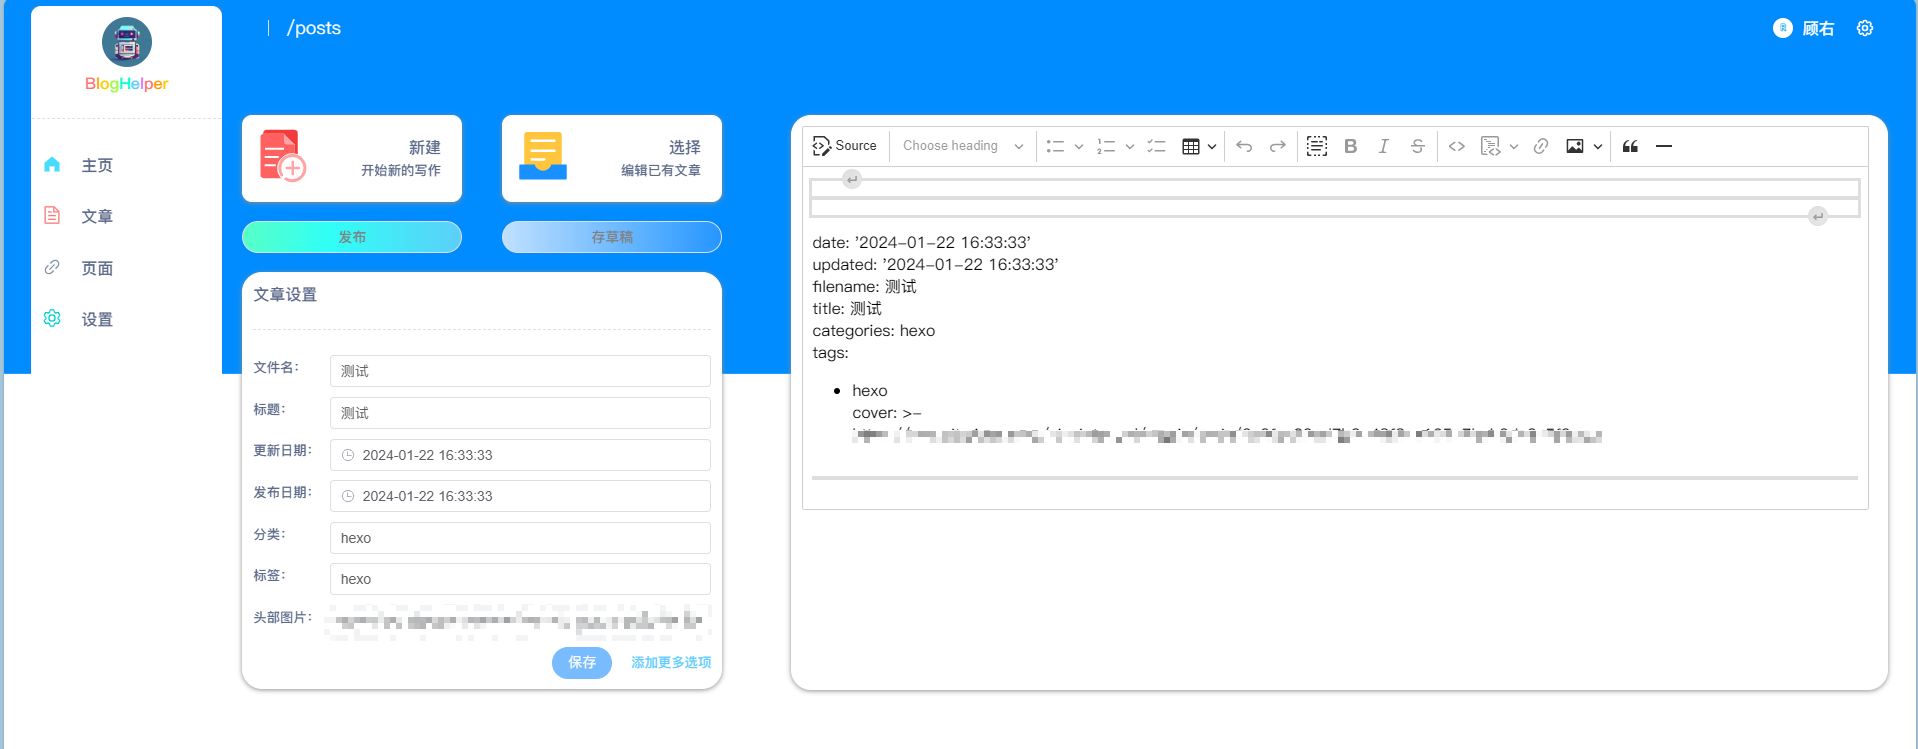 BlogHelper
主页
文章
页面
设置
/posts
顾右
新建
开始新的写作
选择
编辑已有文章
发布
存草稿
文章设置
文件名：
测试
标题：
测试
更新日期：
2024-01-22 16:33:33
发布日期：
2024-01-22 16:33:33
分类：
hexo
标签：
hexo
头部图片：
保存
添加更多选项
Source
Choose heading
date: '2024-01-22 16:33:33'
updated: '2024-01-22 16:33:33'
filename: 测试
title: 测试
categories: hexo
tags:
hexo
cover: >-